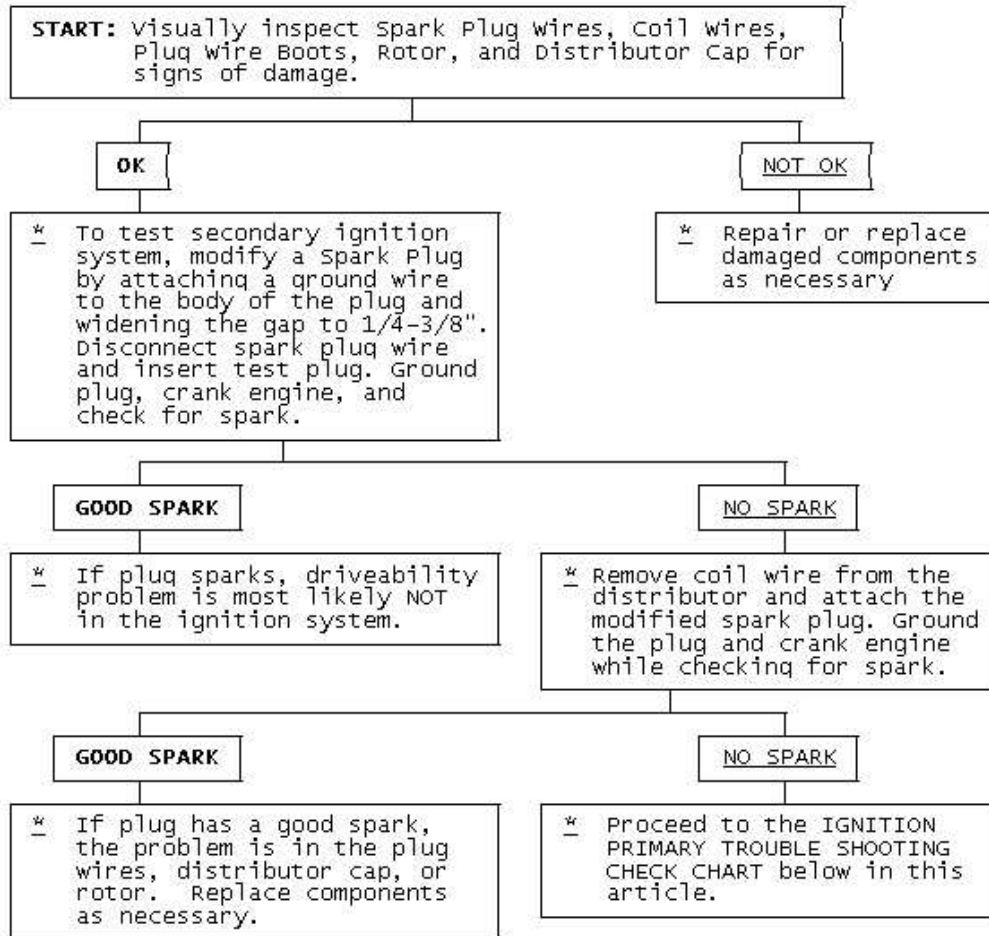 START: Visually inspect Spark Plug Wires, Coil Wires,
Pluq Wire Boots, Rotor, and Distributor Cap for
signs of damage.
OK
NOT OK
* To test secondary ignition
system, modify a Spark Plug
by attaching a qround wire
to the body of the plug and
widening the gap to 1/4-3/8".
Disconnect spark pluq wire
and insert test plug. Ground
plug, crank engine, and
check for spark.
* Repair or replace
damaged components
as necessary
GOOD SPARK
NO SPARK
* If pluq sparks, driveability
problem is most likely NOT
in the ignition system.
* Remove coil wire from the
distributor and attach the
modified spark plug. Ground
the plug and crank engine
while checkinq for spark.
GOOD SPARK
NO SPARK
* If plug has a good spark,
the problem is in the plug
wires, distributor cap, or
rotor. Replace components
as necessary.
* Proceed to the IGNITION
PRIMARY TROUBLE SHOOTING
CHECK CHART below in this
article.